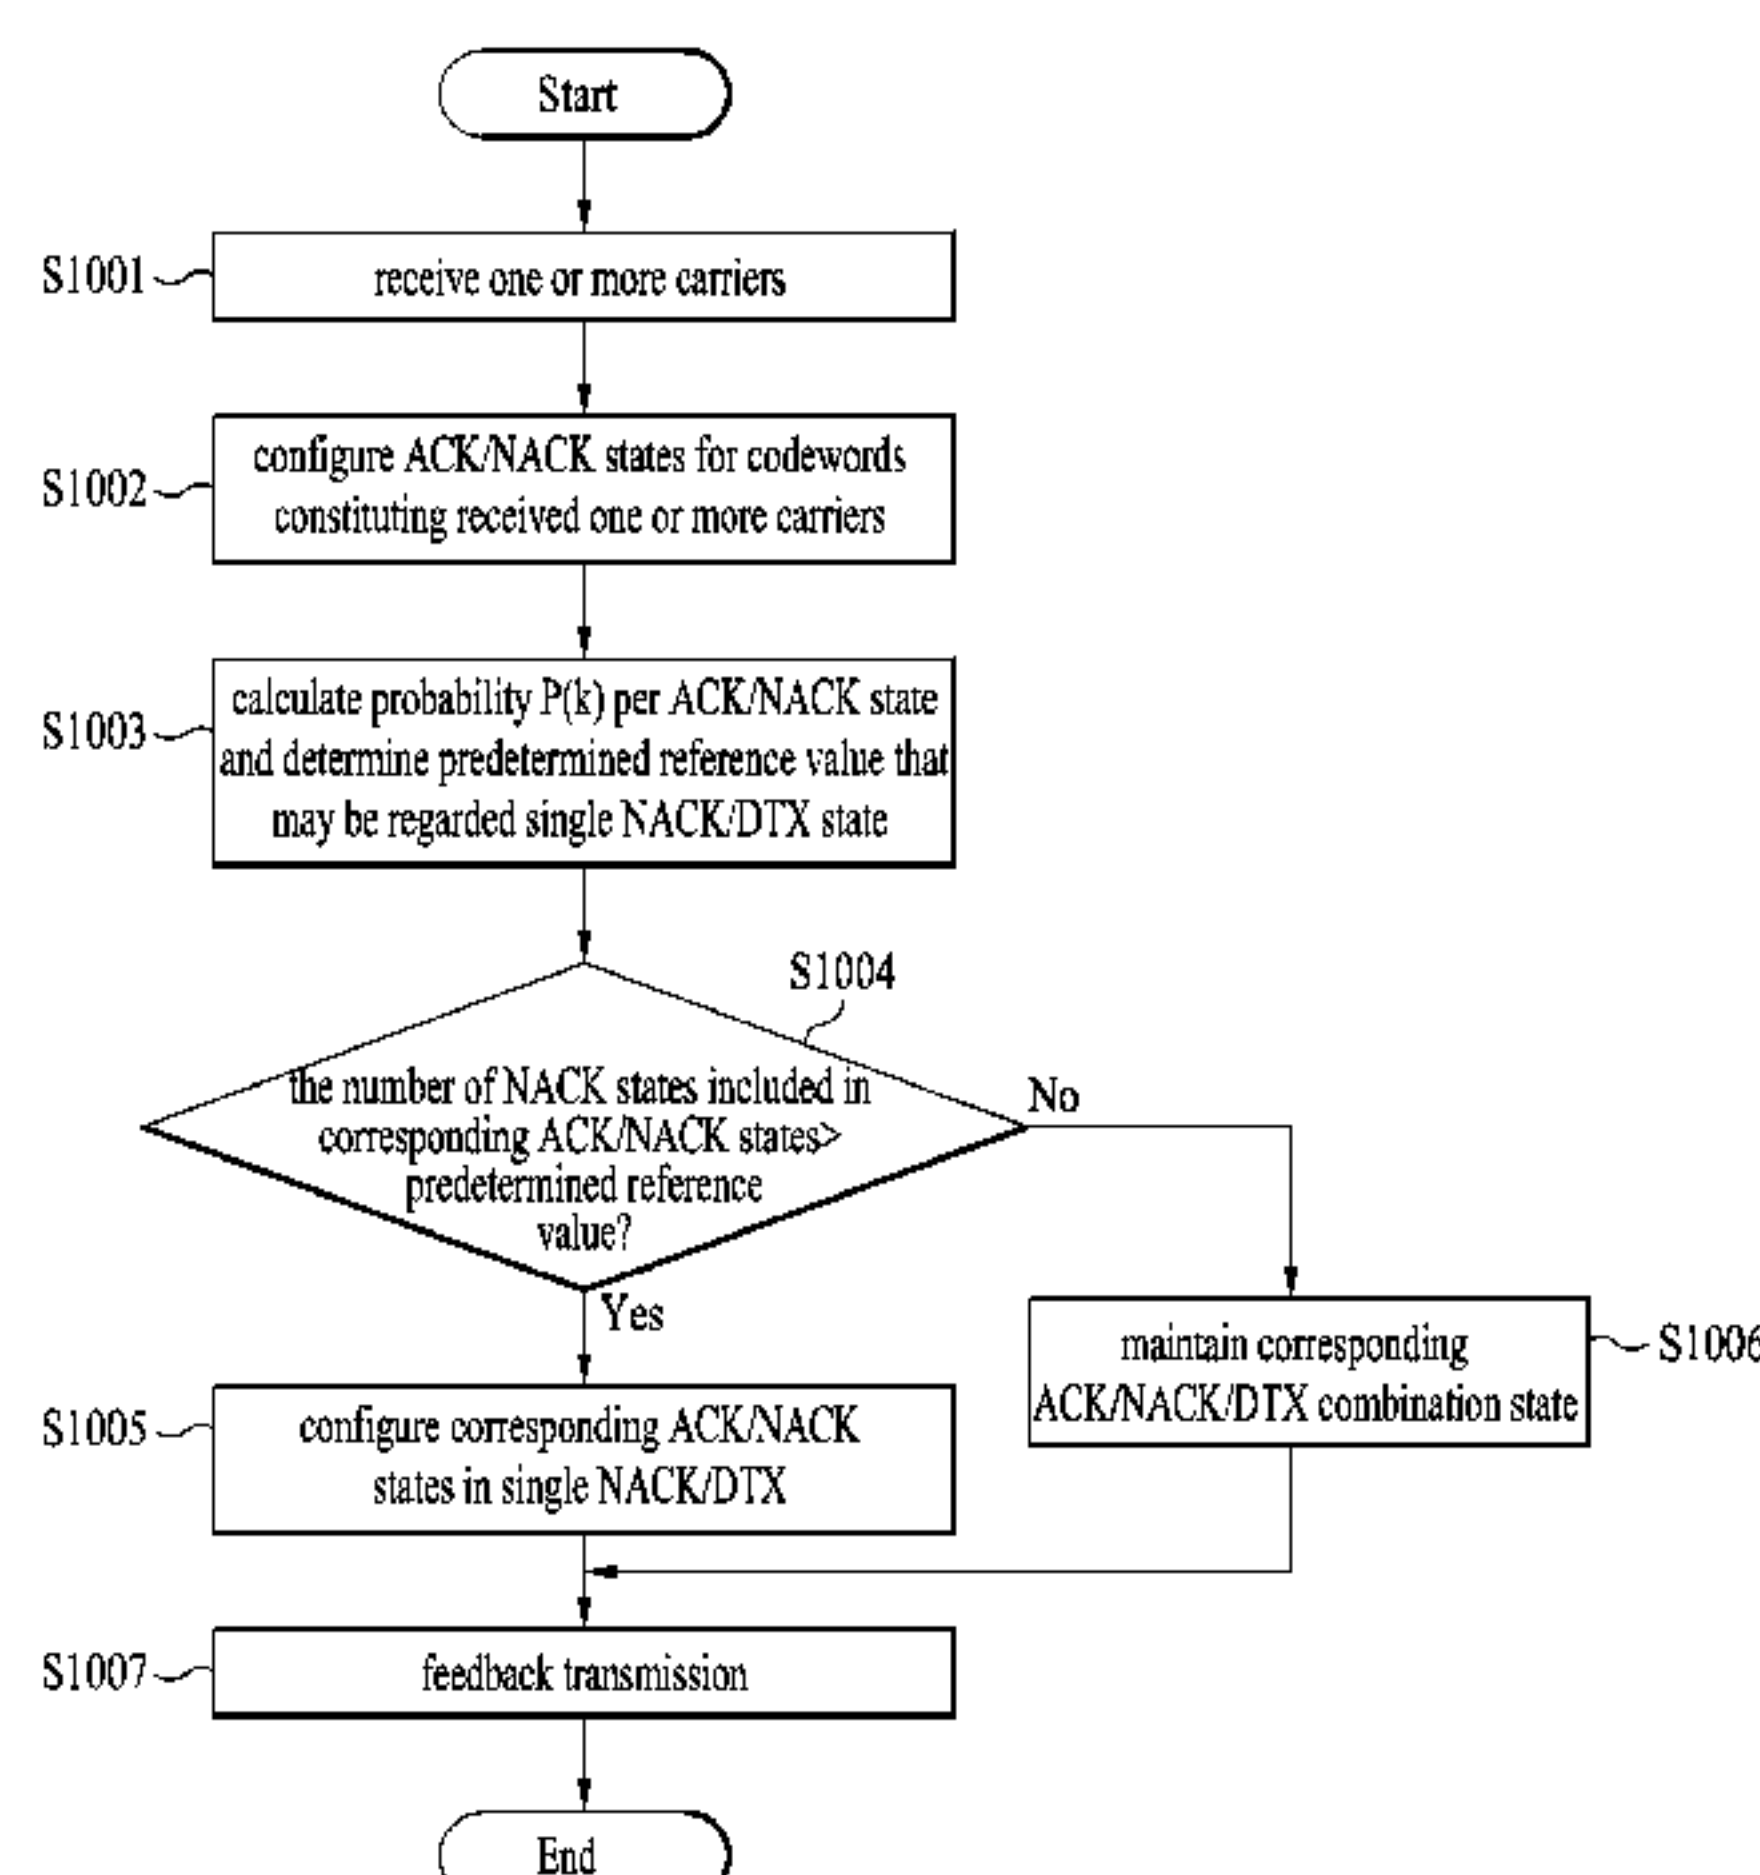 Start
S1001
receive one or more carriers
S1002
configure ACK/NACK states for codewords
constituting received one or more carriers
S1003
calculate probability P(k) per ACK/NACK state
and determine predetermined reference value that
may be regarded single NACK/DTX state
S1004
the number of NACK states included in
corresponding ACK/NACK states>
predetermined reference
value?
No
Yes
S1005
configure corresponding ACK/NACK
states in single NACK/DTX
maintain corresponding
ACK/NACK/DTX combination state
S1006
S1007
feedback transmission
End